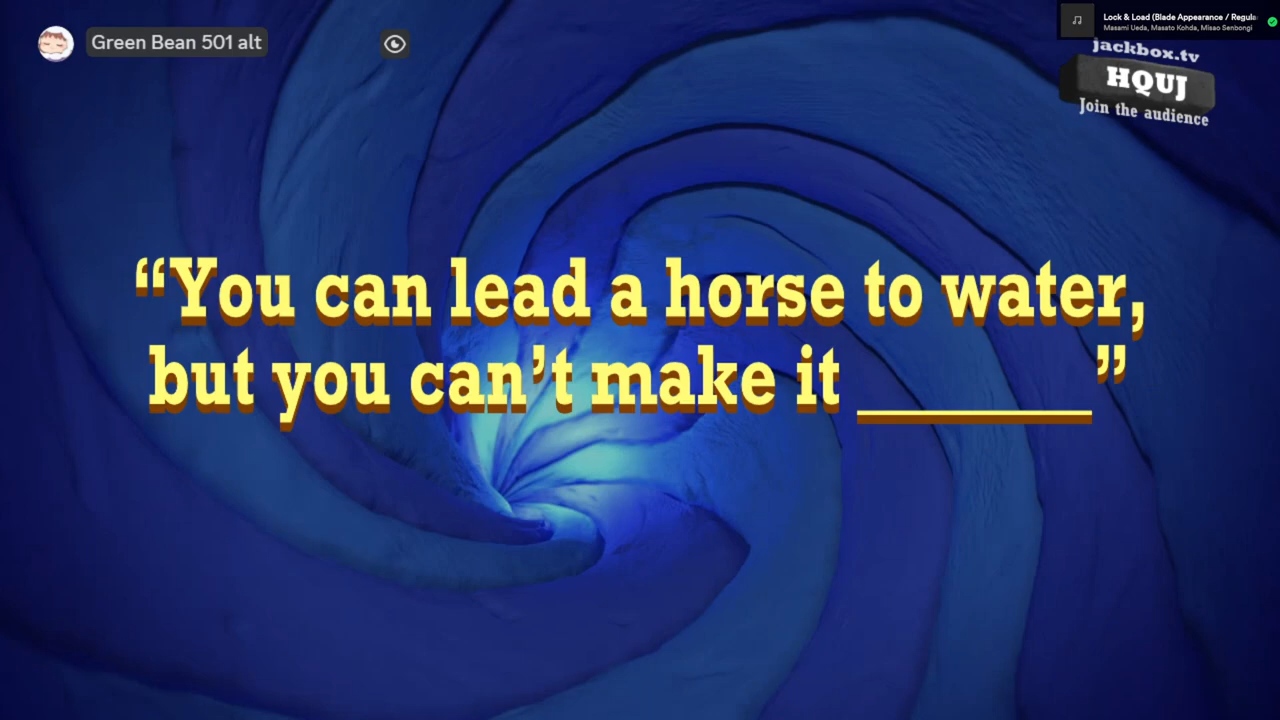 Green Bean 501 alt
Lock & Load (Blade Appearance / Regula
Masami Ueda, Masato Kohda, Misao Senbongi
jackbox.tv
HQUJ
Join the audience
“You can lead a horse to water,
but you can’t make it ________ ”